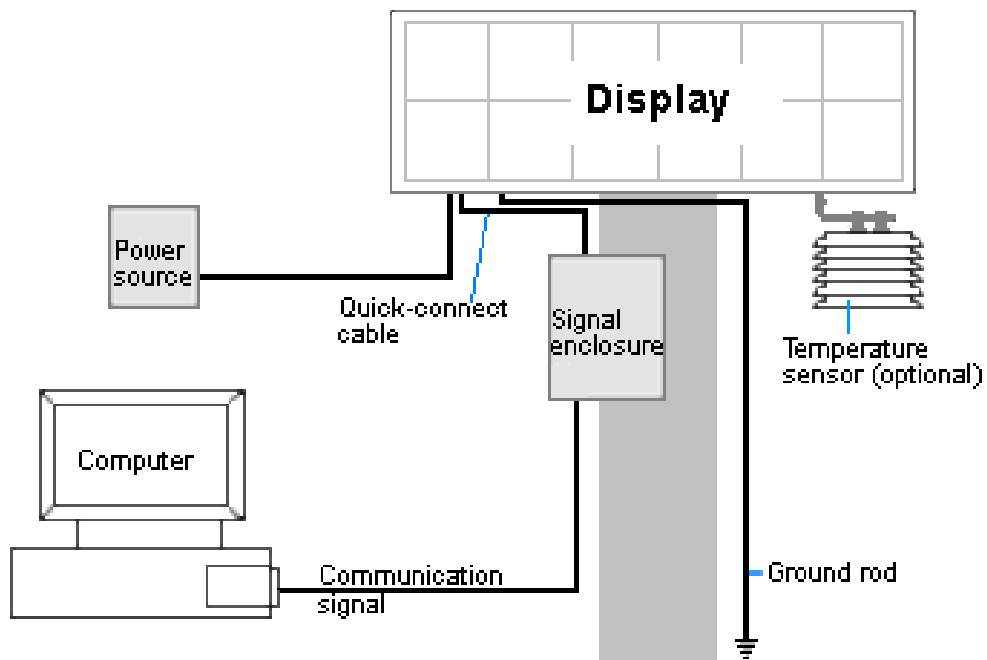 Display
Power
source
Quick-connect
cable
Signal
enclosure
Temperature
sensor (optional)
Computer
Communication
signal
Ground rod